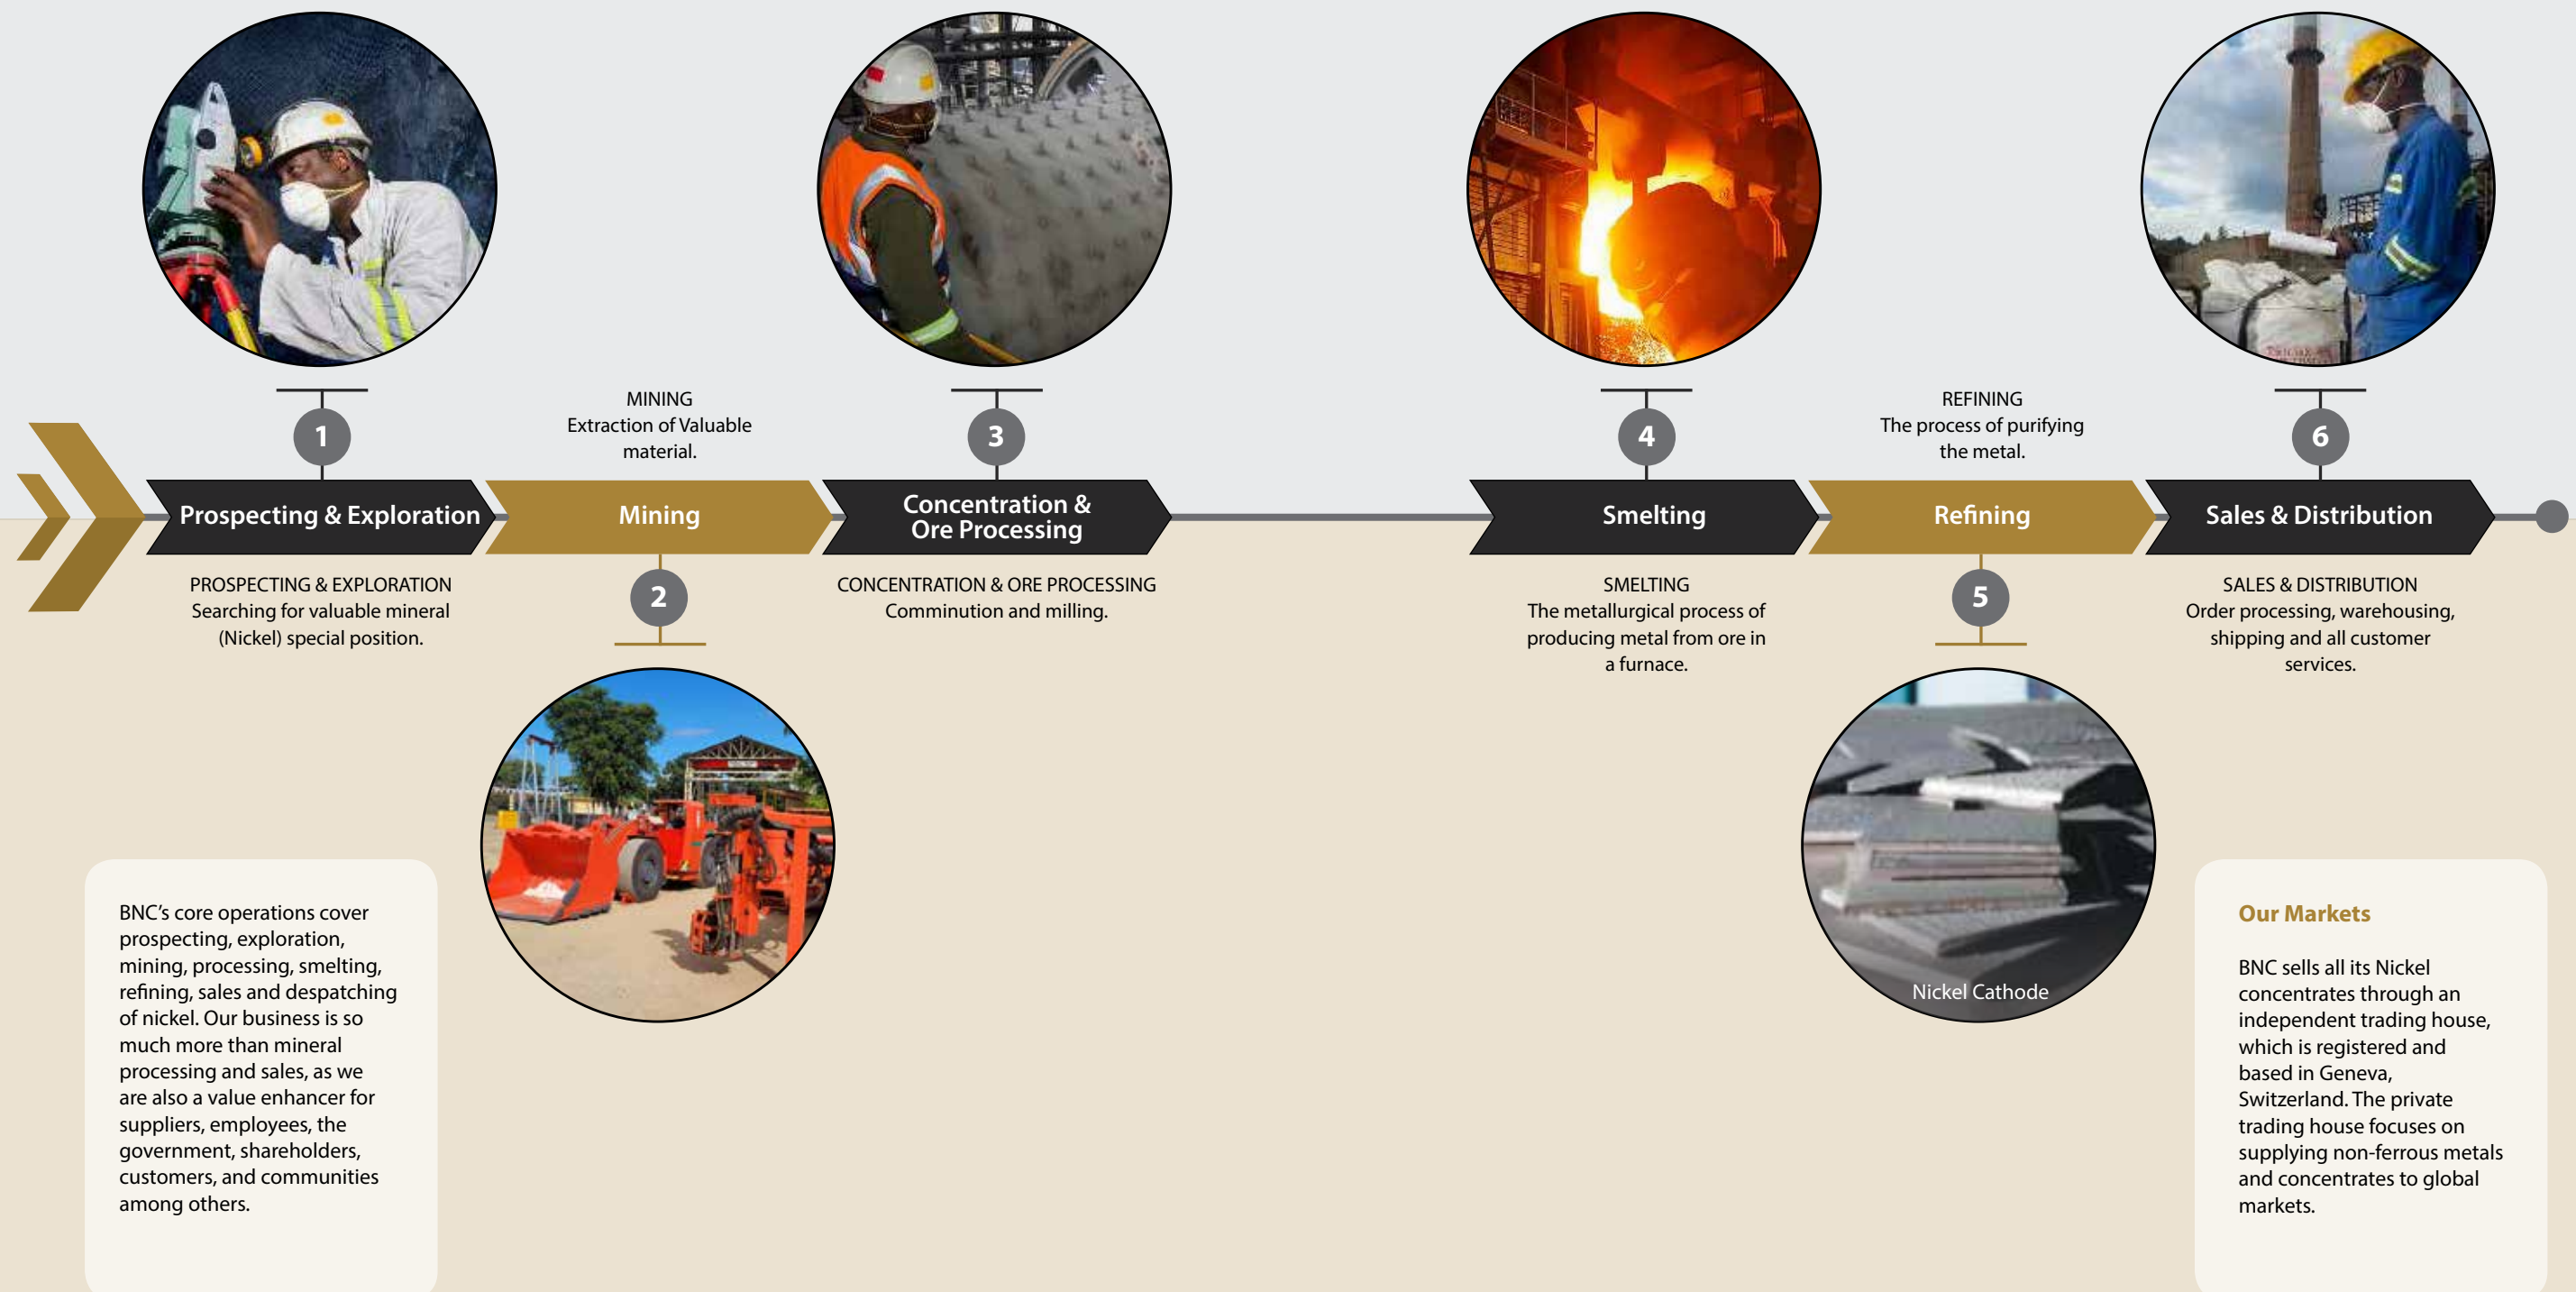 1
MINING
Extraction of Valuable
material.
3
4
REFINING
The process of purifying
the metal.
6
Prospecting & Exploration
Mining
Concentration &
Ore Processing
Smelting
Refining
Sales & Distribution
PROSPECTING & EXPLORATION
Searching for valuable mineral
(Nickel) special position.
2
CONCENTRATION & ORE PROCESSING
Comminution and milling.
SMELTING
The metallurgical process of
producing metal from ore in
a furnace.
5
SALES & DISTRIBUTION
Order processing, warehousing,
shipping and all customer
services.
Nickel Cathode
BNC’s core operations cover
prospecting, exploration,
mining, processing, smelting,
refining, sales and despatching
of nickel. Our business is so
much more than mineral
processing and sales, as we
are also a value enhancer for
suppliers, employees, the
government, shareholders,
customers, and communities
among others.
Our Markets
BNC sells all its Nickel
concentrates through an
independent trading house,
which is registered and
based in Geneva,
Switzerland. The private
trading house focuses on
supplying non-ferrous metals
and concentrates to global
markets.